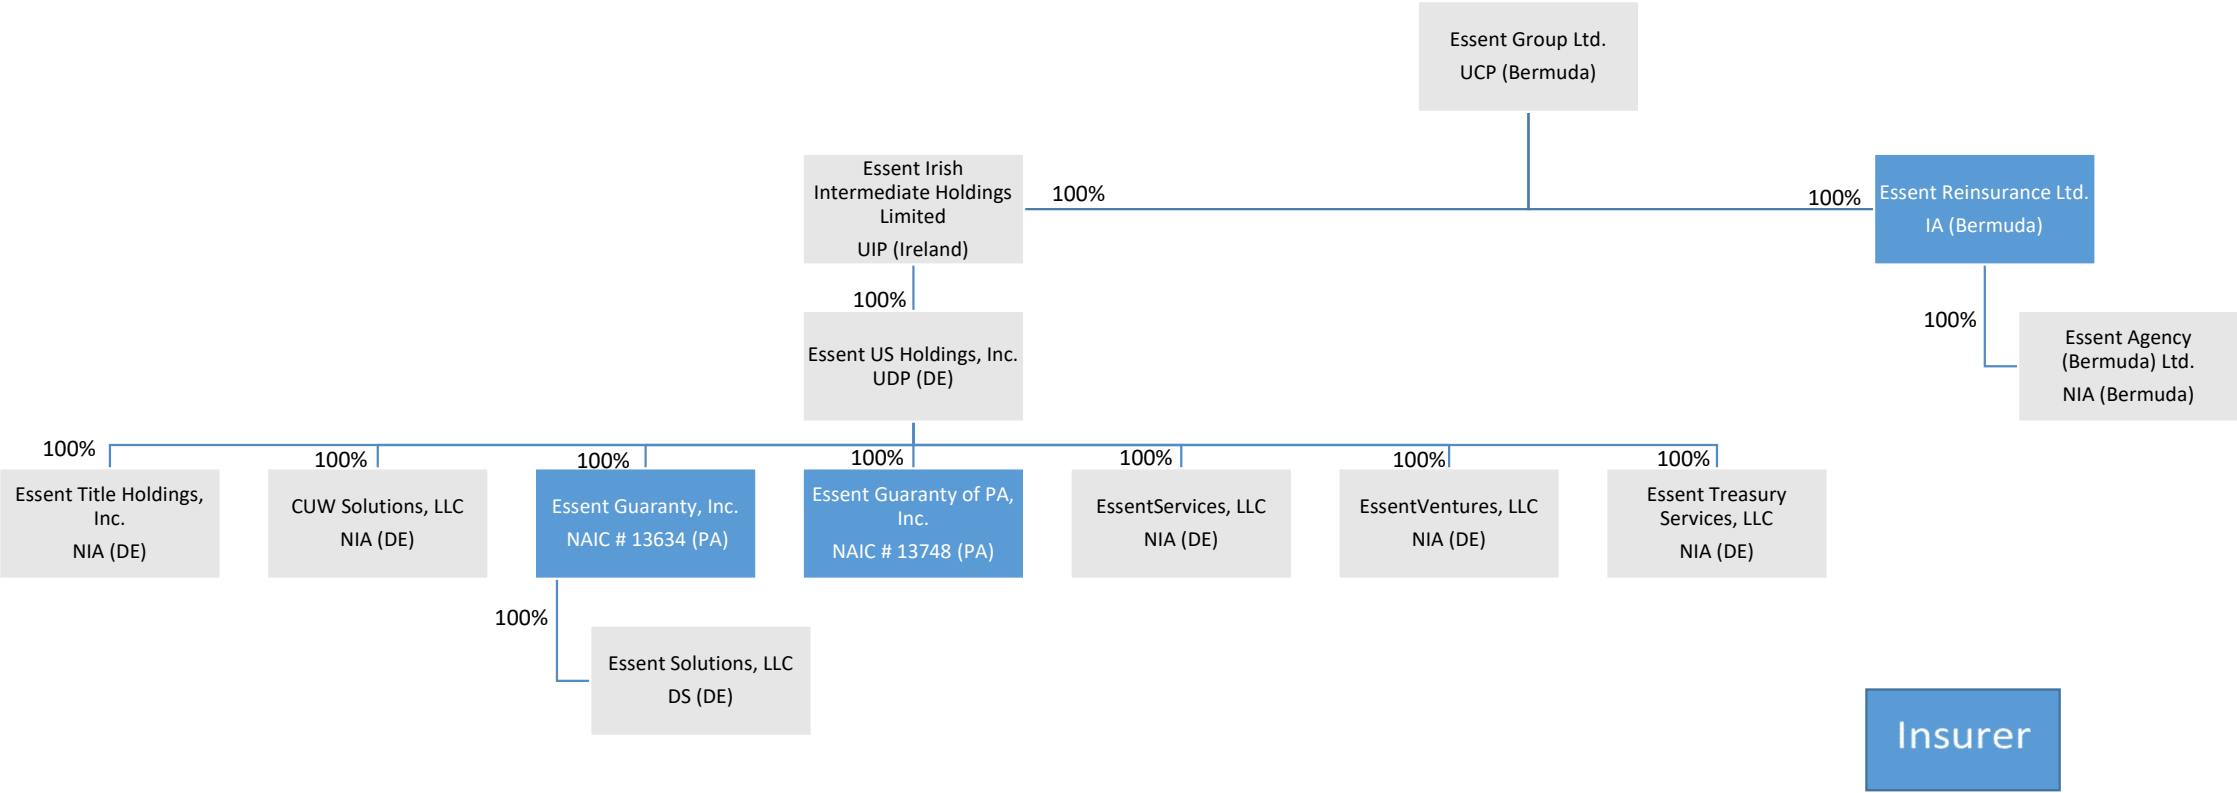 Essent Group Ltd.
UCP (Bermuda)
Essent Irish
Intermediate Holdings
Limited
UIP (Ireland)
100%
100%
Essent Reinsurance Ltd.
IA (Bermuda)
100%
Essent US Holdings, Inc.
UDP (DE)
100%
Essent Agency
(Bermuda) Ltd.
NIA (Bermuda)
100%
Essent Title Holdings,
Inc.
NIA (DE)
100%
CUW Solutions, LLC
NIA (DE)
100%
Essent Guaranty, Inc.
NAIC # 13634 (PA)
100%
Essent Guaranty of PA,
Inc.
NAIC # 13748 (PA)
100%
EssentServices, LLC
NIA (DE)
100%
EssentVentures, LLC
NIA (DE)
100%
Essent Treasury
Services, LLC
NIA (DE)
100%
Essent Solutions, LLC
DS (DE)
Insurer